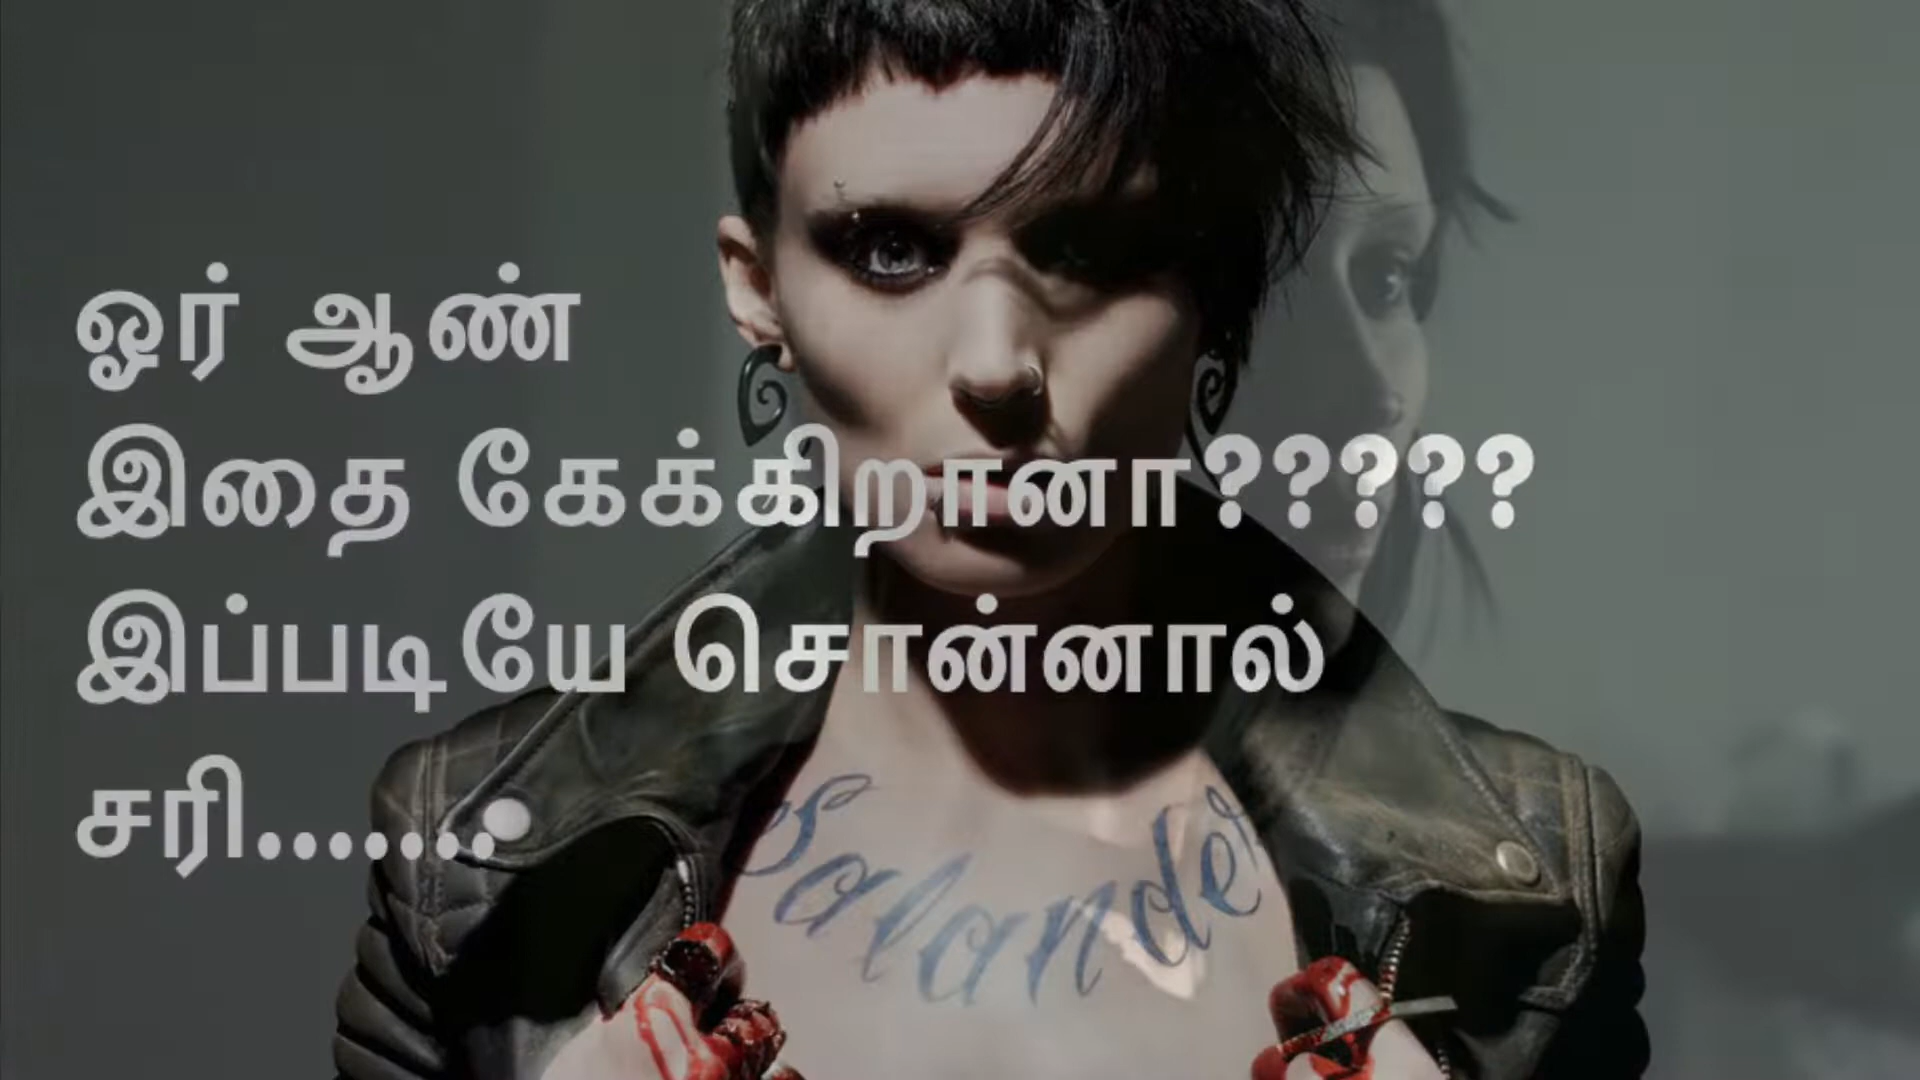 ஓர் ஆண்
இதை கேக்கிறானா?????
இப்படியே சொன்னால்
சரி.......
Salander